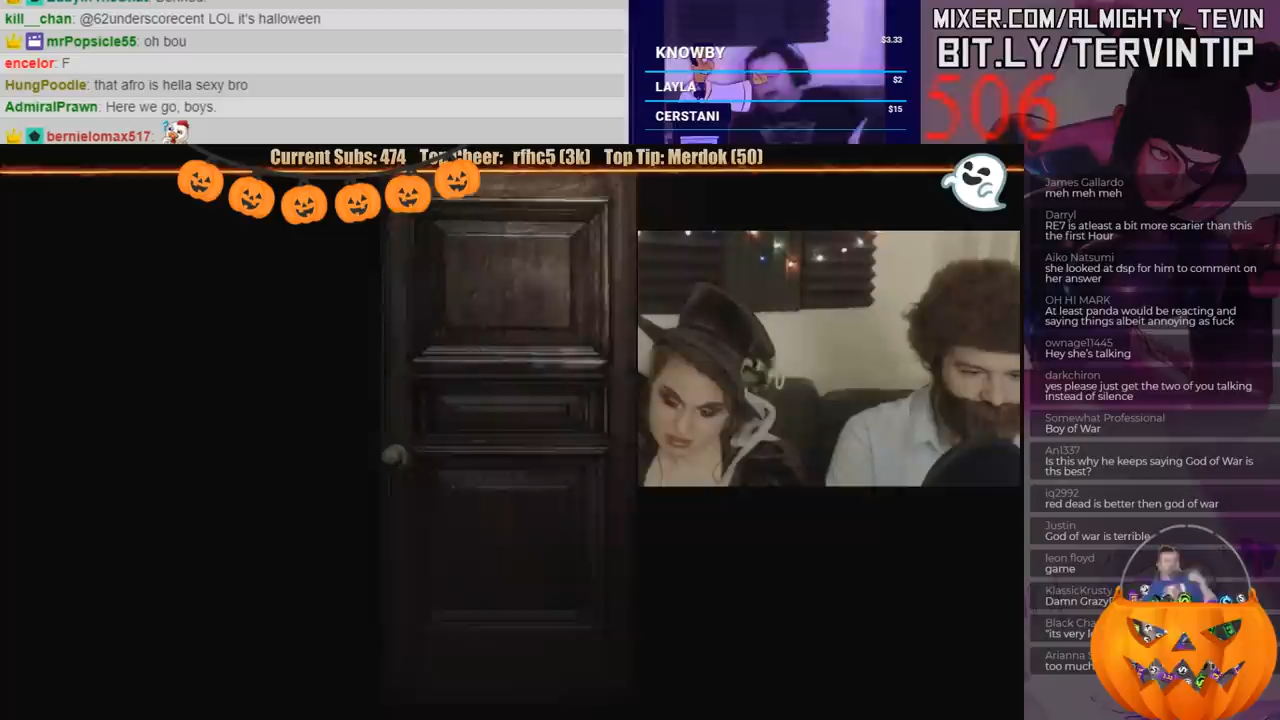 kill__chan: @62underscorecent LOL it's halloween
mrPopsicle55: oh bou
encelor: F
HungPoodle: that afro is hella sexy bro
AdmiralPrawn: Here we go, boys.
bernielomax517:
KNOWBY $3.33
LAYLA $2
CERSTANI $15
MIXER.COM/ALMIGHTY_TEVIN
BIT.LY/TERVINTIP
506
Current Subs: 474 rfhc5 (3k) Top Tip: Merdok (50)
James Gallardo
meh meh meh
Darryl
RE7 is atleast a bit more scarier than this
the first Hour
Aiko Natsumi
she looked at dsp for him to comment on
her answer
OH HI MARK
At least panda would be reacting and
saying things albeit annoying as fuck
ownage11445
Hey she's talking
darkchiron
yes please just get the two of you talking
instead of silence
Somewhat Professional
Boy of War
An1337
Is this why he keeps saying God of War is
ths best?
iq2992
red dead is better then god of war
Justin
God of war is terrible
leon floyd
game
KlassicKrusty
Damn
Black
"its very
Arianna
too much